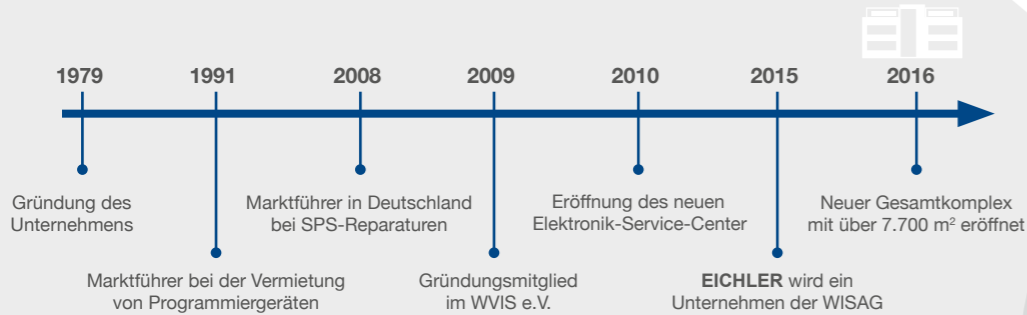 1979
Gründung des
Unternehmens
1991
Marktführer bei der Vermietung
von Programmiergeräten
2008
Marktführer in Deutschland
bei SPS-Reparaturen
2009
Gründungsmitglied
im WVIS e.V.
2010
Eröffnung des neuen
Elektronik-Service-Center
2015
EICHLER wird ein
Unternehmen der WISAG
2016
Neuer Gesamtkomplex
mit über 7.700 m² eröffnet